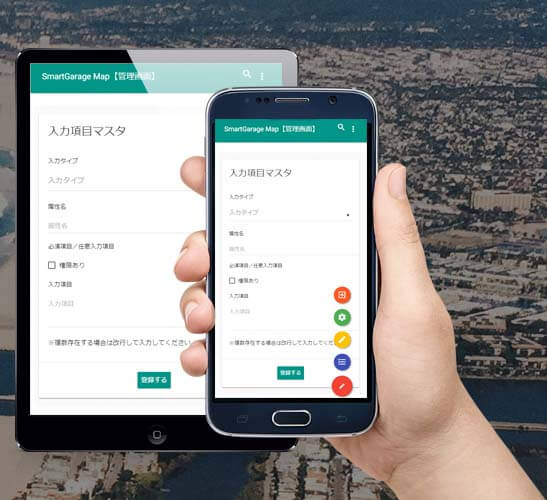 SmartGarage Map【管理画面】
入力項目マスタ
入力タイプ
入力タイプ
属性名
属性名
必須項目／任意入力項目
権限あり
入力項目
入力項目
※複数存在する場合は改行して入力してください
登録する
SmartGarage Map【管理画面】
入力項目マスタ
入力タイプ
入力タイプ
属性名
属性名
必須項目／任意入力項目
権限あり
入力項目
入力項目
※複数存在する場合は改行して入力してくだ
登録する